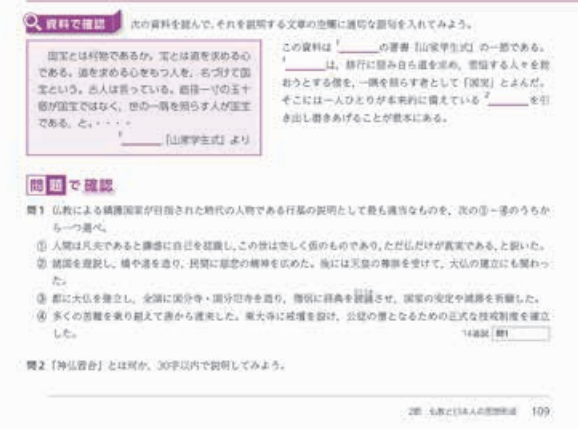 資料で確認 次の資料を読んで、それを説明する文章の空欄に適切な語句を入れてみよう。
国宝とは何物であるか。宝とは道を求める心
である。道を求める心をもつ人を、名づけて国
宝という。古人は言っている。直径一寸の玉十
個が国宝ではなく、世の一隅を照らす人が国宝
である、と。・・・・
1 『山家学生式』より
この資料は 1 の著書『山家学生式』の一節である。
1 は、修行に励み自ら道を求め、苦悩する人々を救
おうとする僧を、一隅を照らす者として「国宝」とよんだ。
そこには一人ひとりが本来的に備えている 2 を引
き出し磨きあげることが根本にある。
問題で確認
問1 仏教による鎮護国家が目指された時代の人物である行基の説明として最も適当なものを、次の①~④のうちか
ら一つ選べ。
① 人間は凡夫であると謙虚に自己を認識し、この世は空しく仮のものであり、ただ仏だけが真実である、と説いた。
② 諸国を遊説し、橋や道を造り、民間に慈悲の精神を広めた。後には天皇の尊崇を受けて、大仏の建立にも関わっ
た。
③ 都に大仏を建立し、全国に国分寺・国分尼寺を造り、僧侶に経典を読誦させ、国家の安定や鎮護を祈願した。
④ 多くの苦難を乗り越えて唐から渡来した。東大寺に戒壇を設け、公認の僧となるための正式な授戒制度を確立
した。
問1
問2 「神仏習合」とは何か、30字以内で説明してみよう。
仏教と日本人の思想形成 109